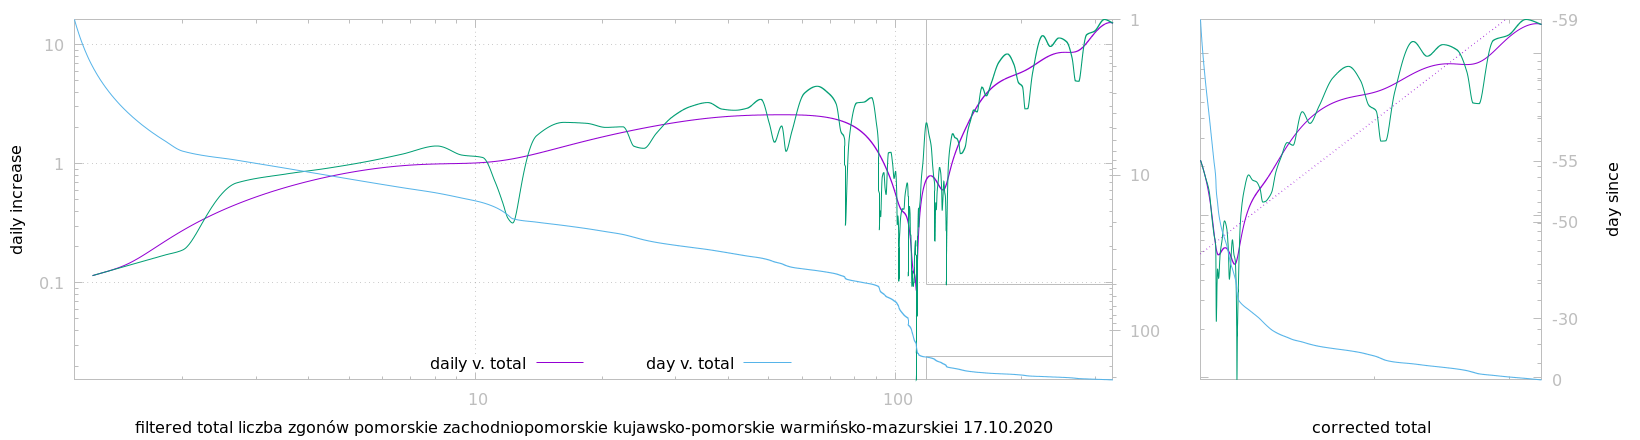 10
1
0.1
daily increase
1
10
100
daily v. total
day v. total
10
100
filtered total liczba zgonów pomorskie zachodniopomorskie kujawsko-pomorskie warmińsko-mazurskiei 17.10.2020
-59
-55
-50
-30
0
day since
corrected total